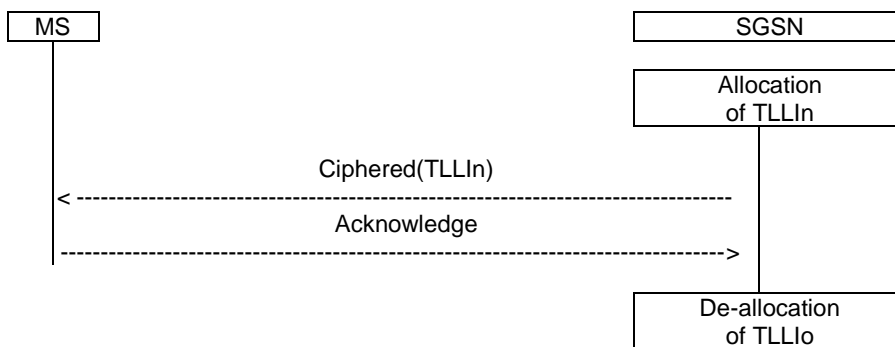 MS
SGSN
Allocation
of TLLIn
Ciphered(TLLIn)
< ---------------------------------------------------------------------------------
Acknowledge
----------------------------------------------------------------------------------->
De-allocation
of TLLIo